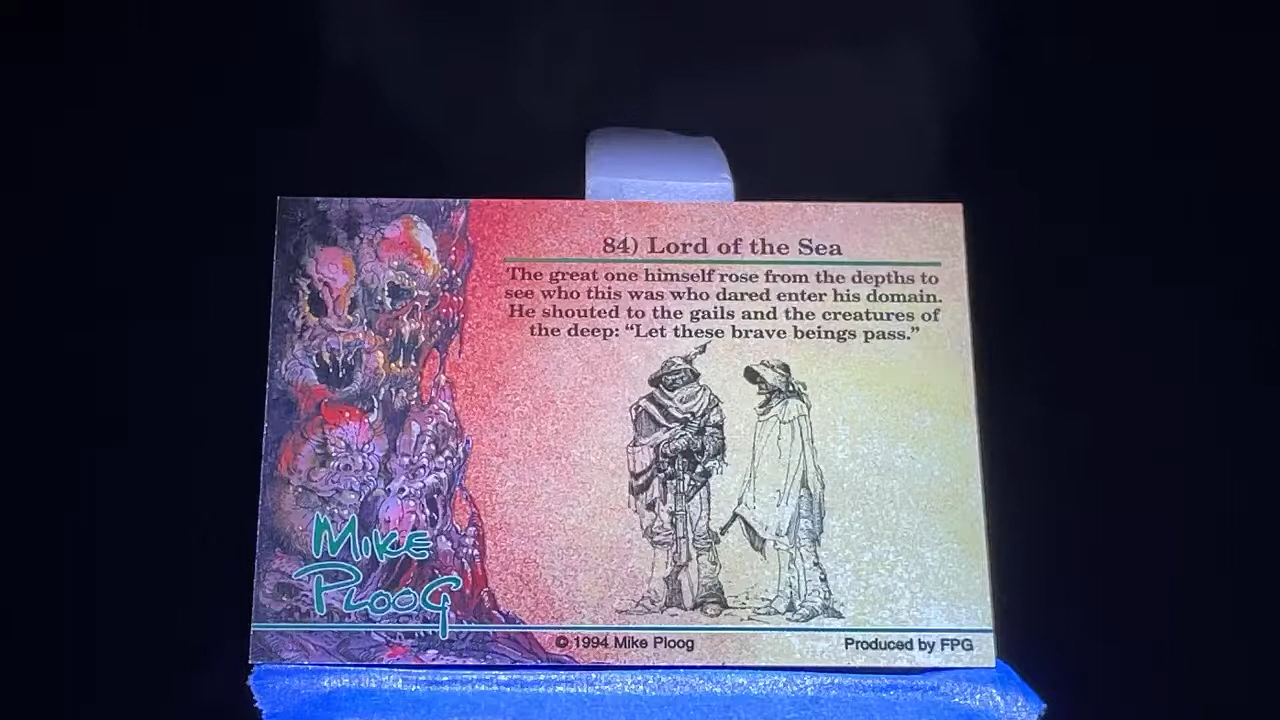 84) Lord of the Sea
The great one himself rose from the depths to
see who this was who dared enter his domain.
He shouted to the gails and the creatures of
the deep: “Let these brave beings pass.”
MIKE
PLOOG
© 1994 Mike Ploog
Produced by FPG